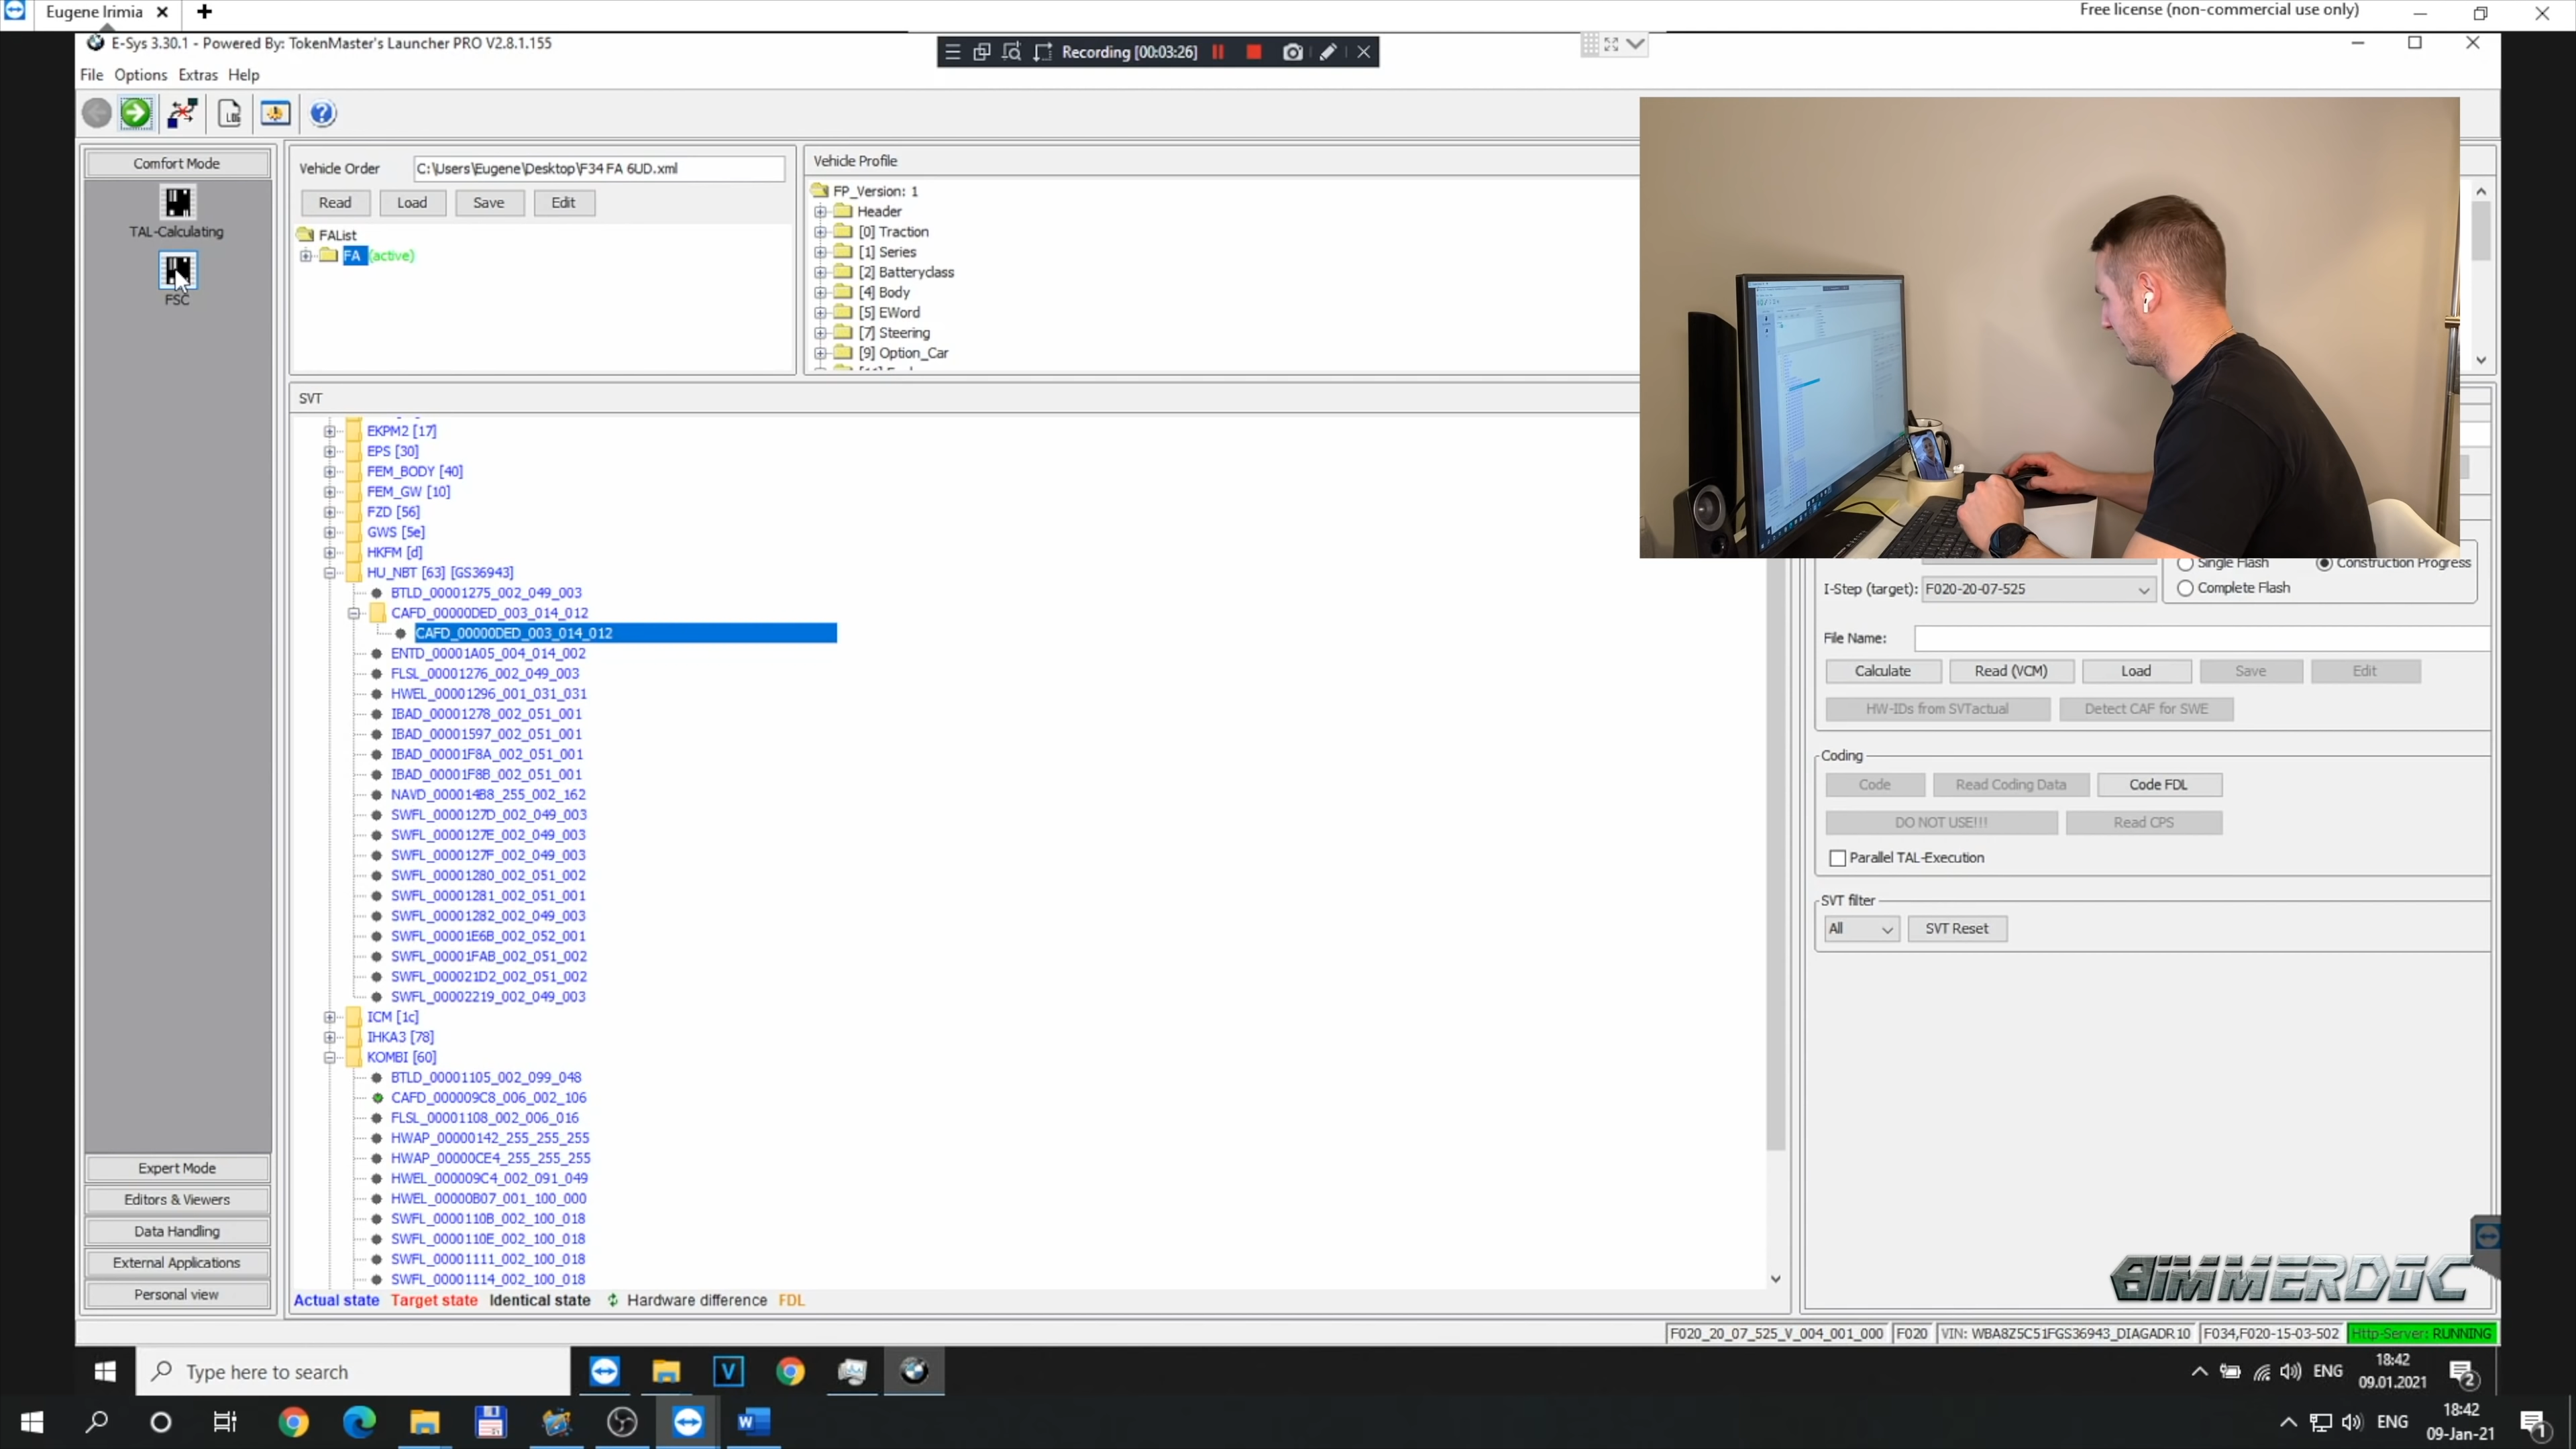 Eugene Irimia
Free license (non-commercial use only)
E-Sys 3.30.1 - Powered By: TokenMaster's Launcher PRO V2.8.1.155
Recording [00:03:26]
File Options Extras Help
LOG
Comfort Mode
TAL-Calculating
FSC
Expert Mode
Editors & Viewers
Data Handling
External Applications
Personal view
Vehicle Order C:\Users\Eugene\Desktop\F34 FA 6UD.xml
Read Load Save Edit
FAList
FA (active)
Vehicle Profile
FP_Version: 1
Header
[0] Traction
[1] Series
[2] Batteryclass
[4] Body
[5] EWord
[7] Steering
[9] Option_Car
SVT
EKPM2 [17]
EPS [30]
FEM_BODY [40]
FEM_GW [10]
FZD [56]
GWS [5e]
HKFM [d]
HU_NBT [63] [GS36943]
BTLD_00001275_002_049_003
CAFD_00000DED_003_014_012
CAFD_00000DED_003_014_012
ENTD_00001A05_004_014_002
FLSL_00001276_002_049_003
HWEL_00001296_001_031_031
IBAD_00001278_002_051_001
IBAD_00001597_002_051_001
IBAD_00001F8A_002_051_001
IBAD_00001F8B_002_051_001
NAVD_000014B8_255_002_162
SWFL_0000127D_002_049_003
SWFL_0000127E_002_049_003
SWFL_0000127F_002_049_003
SWFL_00001280_002_051_002
SWFL_00001281_002_051_001
SWFL_00001282_002_049_003
SWFL_00001E6B_002_052_001
SWFL_00001FAB_002_051_002
SWFL_000021D2_002_051_002
SWFL_00002219_002_049_003
ICM [1c]
IHKA3 [78]
KOMBI [60]
BTLD_00001105_002_099_048
CAFD_000009C8_006_002_106
FLSL_00001108_002_006_016
HWAP_00000142_255_255_255
HWAP_00000CE4_255_255_255
HWEL_000009C4_002_091_049
HWEL_00000B07_001_100_000
SWFL_0000110B_002_100_018
SWFL_0000110E_002_100_018
SWFL_00001111_002_100_018
SWFL_00001114_002_100_018
Actual state Target state Identical state Hardware difference FDL
Single Flash Construction Progress
I-Step (target): F020-20-07-525 Complete Flash
File Name:
Calculate Read (VCM) Load Save Edit
HW-IDs from SVTactual Detect CAF for SWE
Coding
Code Read Coding Data Code FDL
DO NOT USE!!! Read CPS
Parallel TAL-Execution
SVT filter
All SVT Reset
BIMMERDOC
F020_20_07_525_V_004_001_000 F020 VIN: WBA8Z5C51FGS36943_DIAGADR10 F034,F020-15-03-502 Http-Server: RUNNING
Type here to search
V
ENG
18:42
09.01.2021
2
W
ENG
18:42
09-Jan-21
1